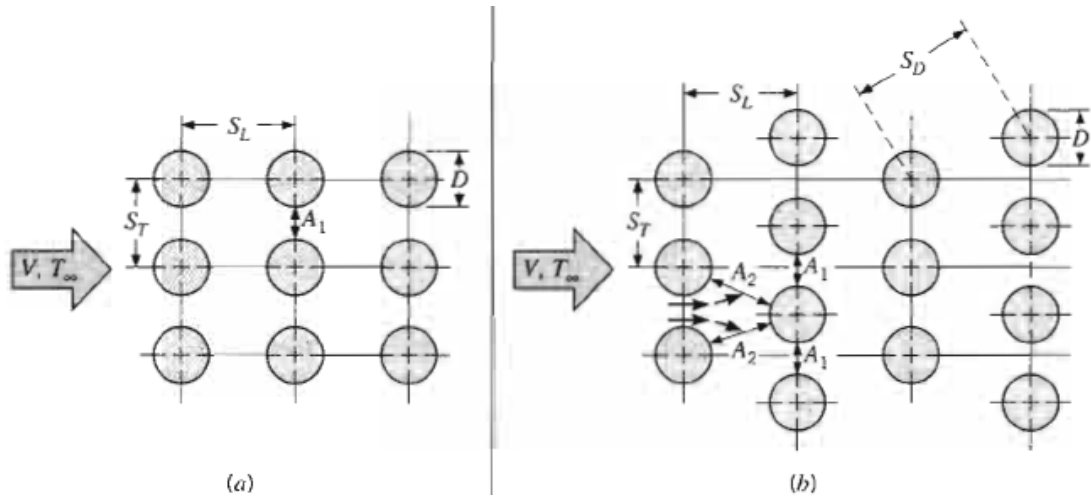 S_L
D
S_T
A_1
V, T_∞
(a)
S_D
S_L
D
S_T
A_2
A_1
V, T_∞
A_2
A_1
(b)